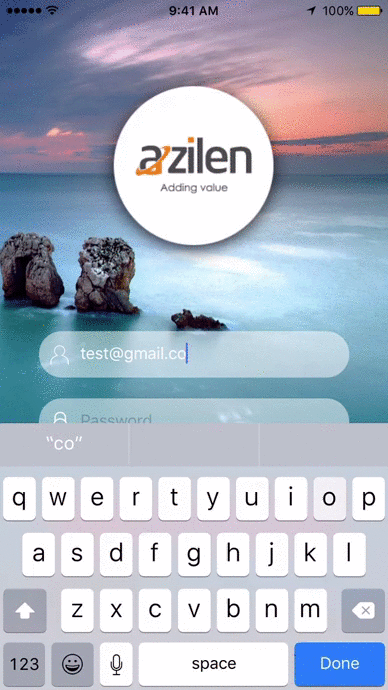 9:41 AM
100%
azilen
Adding value
test@gmail.co
Password
“co”
q w e r t y u i o p
a s d f g h j k l
z x c v b n m
123 space Done